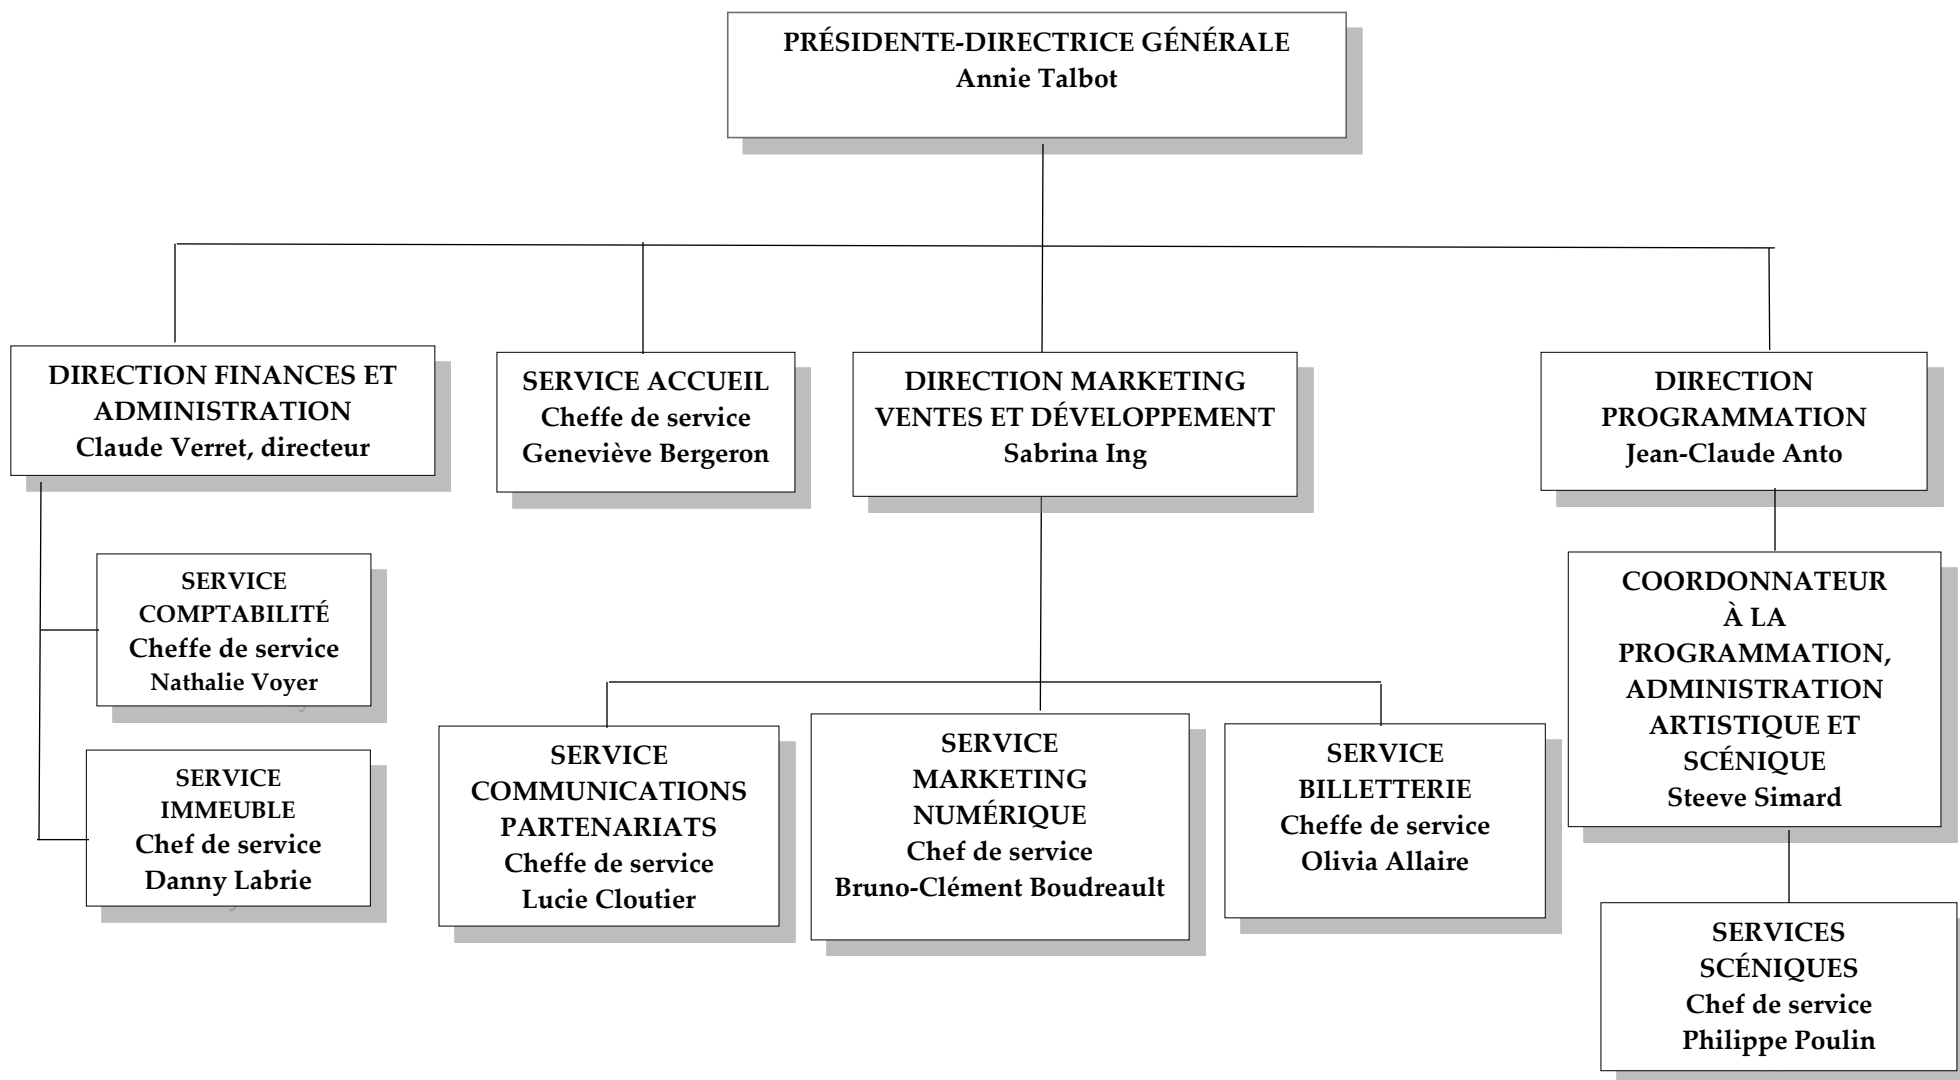 PRÉSIDENTE-DIRECTRICE GÉNÉRALE
Annie Talbot
DIRECTION FINANCES ET
ADMINISTRATION
Claude Verret, directeur
SERVICE ACCUEIL
Cheffe de service
Geneviève Bergeron
DIRECTION MARKETING
VENTES ET DÉVELOPPEMENT
Sabrina Ing
DIRECTION
PROGRAMMATION
Jean-Claude Anto
SERVICE
COMPTABILITÉ
Cheffe de service
Nathalie Voyer
SERVICE
IMMEUBLE
Chef de service
Danny Labrie
SERVICE
COMMUNICATIONS
PARTENARIATS
Cheffe de service
Lucie Cloutier
SERVICE
MARKETING
NUMÉRIQUE
Chef de service
Bruno-Clément Boudreault
SERVICE
BILLETTERIE
Cheffe de service
Olivia Allaire
COORDONNATEUR
À LA
PROGRAMMATION,
ADMINISTRATION
ARTISTIQUE ET
SCÉNIQUE
Steeve Simard
SERVICES
SCÉNIQUES
Chef de service
Philippe Poulin